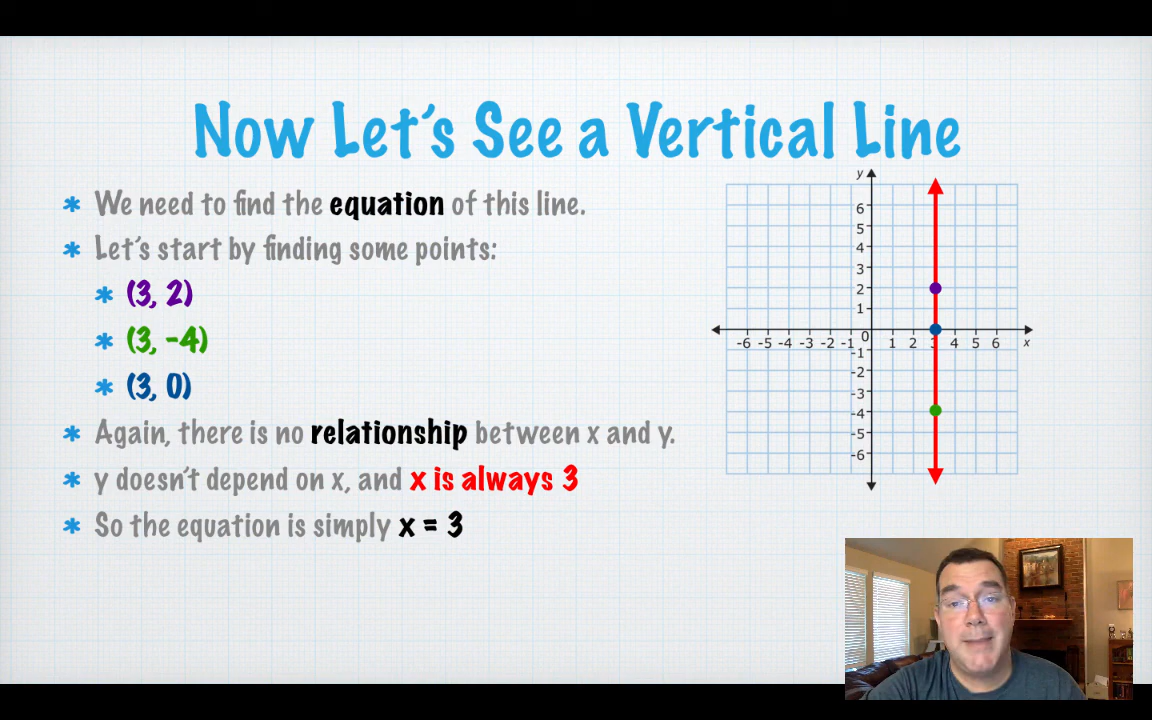 Now Let's See a Vertical Line
* We need to find the equation of this line.
* Let's start by finding some points:
* (3, 2)
* (3, -4)
* (3, 0)
* Again, there is no relationship between x and y.
* y doesn't depend on x, and x is always 3
* So the equation is simply x = 3
y
6
5
4
3
2
1
-6 -5 -4 -3 -2 -1 0 1 2 3 4 5 6 x
-1
-2
-3
-4
-5
-6